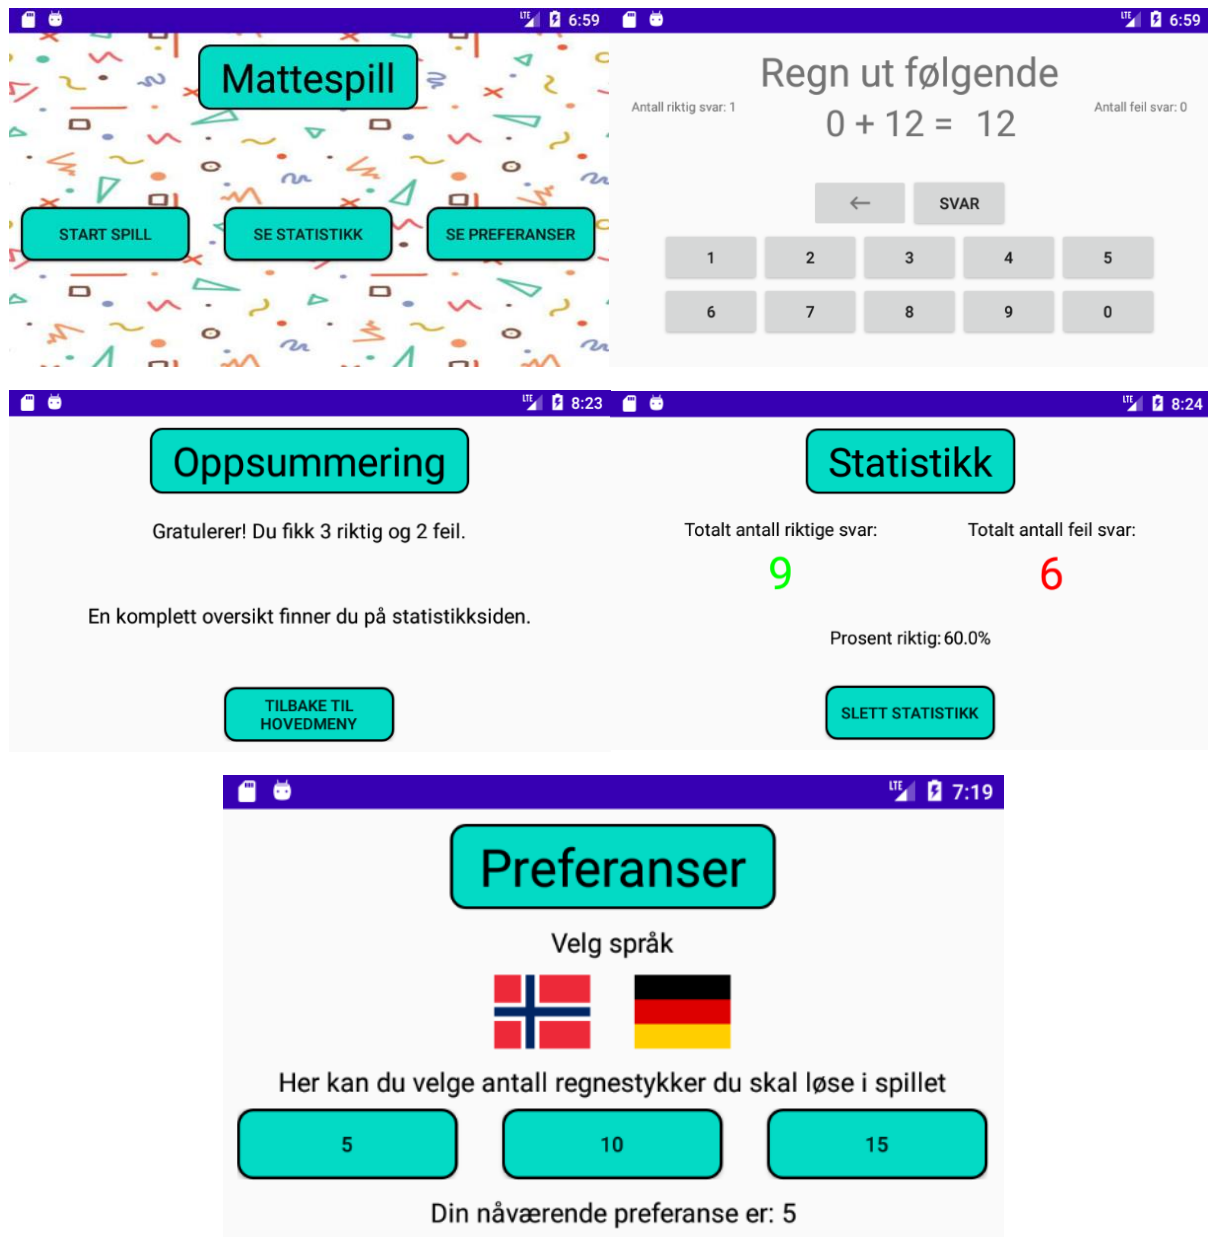 LTE 6:59
Mattespill
START SPILL
SE STATISTIKK
SE PREFERANSER
LTE 6:59
Regn ut følgende
Antall riktig svar: 1
Antall feil svar: 0
0 + 12 = 12
← SVAR
1 2 3 4 5
6 7 8 9 0
LTE 8:23
Oppsummering
Gratulerer! Du fikk 3 riktig og 2 feil.
En komplett oversikt finner du på statistikksiden.
TILBAKE TIL
HOVEDMENY
LTE 8:24
Statistikk
Totalt antall riktige svar:
9
Totalt antall feil svar:
6
Prosent riktig: 60.0%
SLETT STATISTIKK
LTE 7:19
Preferanser
Velg språk
Her kan du velge antall regnestykker du skal løse i spillet
5 10 15
Din nåværende preferanse er: 5